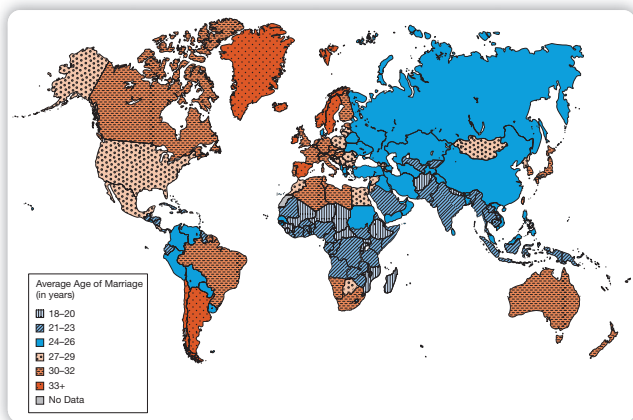 Average Age of Marriage
(in years)
18–20
21–23
24–26
27–29
30–32
33+
No Data